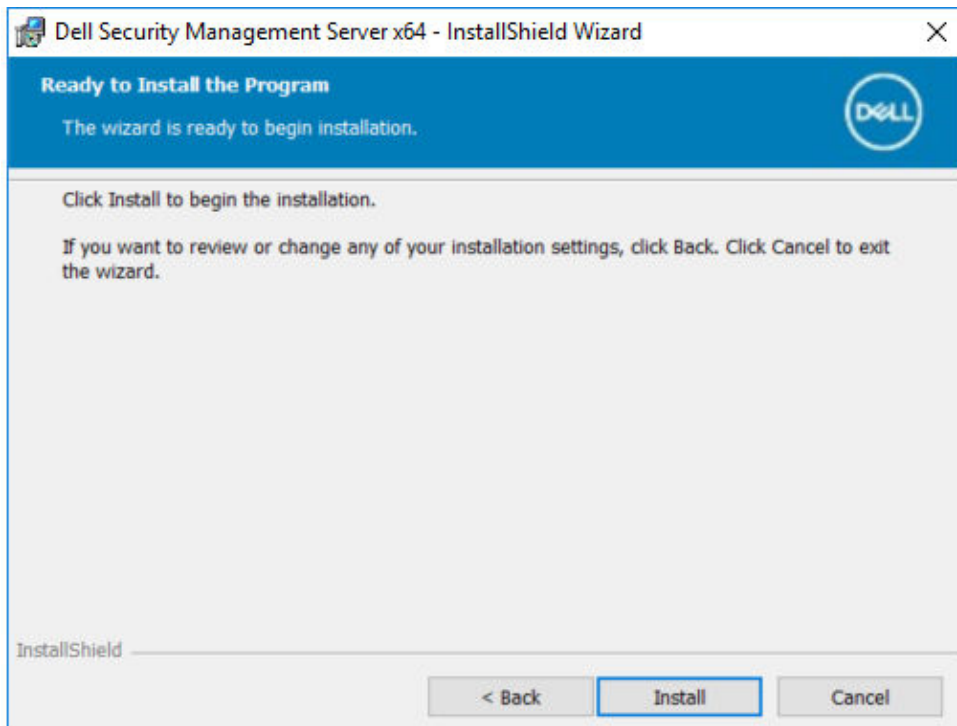 Dell Security Management Server x64 - InstallShield Wizard
Ready to Install the Program
The wizard is ready to begin installation.
DELL
Click Install to begin the installation.
If you want to review or change any of your installation settings, click Back. Click Cancel to exit
the wizard.
InstallShield
< Back
Install
Cancel